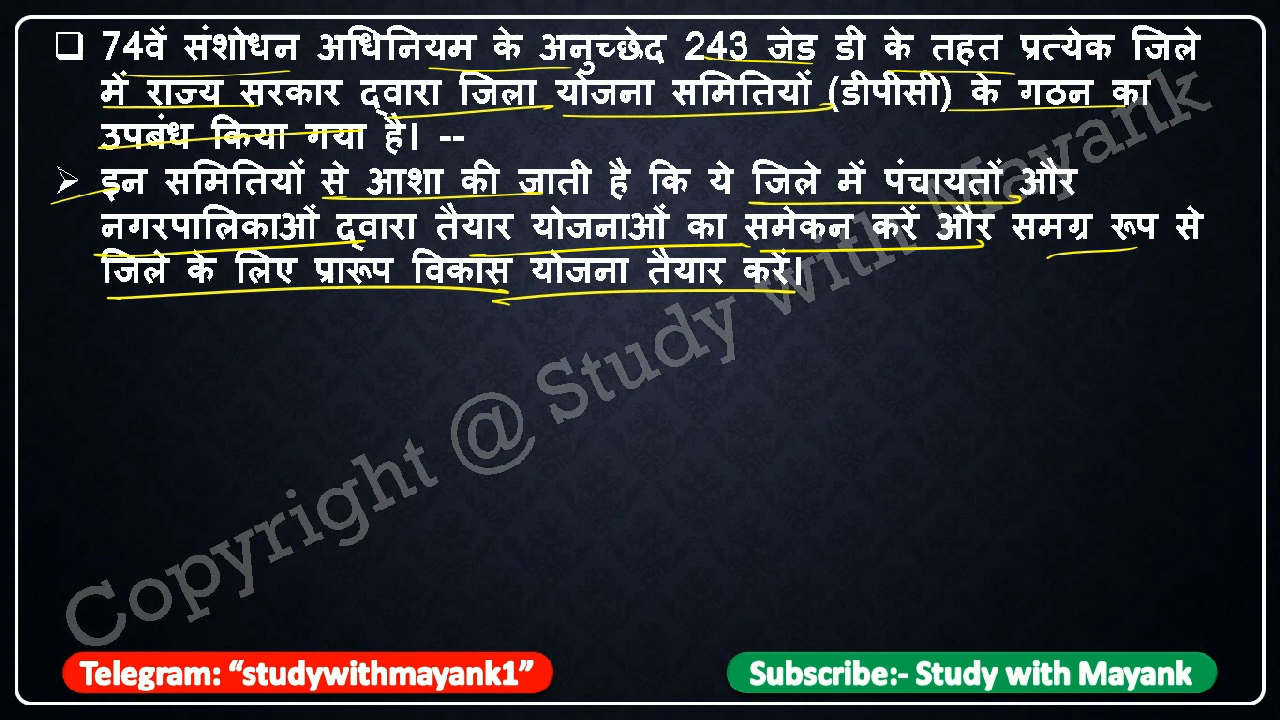 ❑ 74वें संशोधन अधिनियम के अनुच्छेद 243 जेड डी के तहत प्रत्येक जिले
में राज्य सरकार द्वारा जिला योजना समितियों (डीपीसी) के गठन का
उपबंध किया गया है। --
➢ इन समितियों से आशा की जाती है कि ये जिले में पंचायतों और
नगरपालिकाओं द्वारा तैयार योजनाओं का समेकन करें और समग्र रूप से
जिले के लिए प्रारूप विकास योजना तैयार करें।
Copyright @ Study with Mayank
Telegram: “studywithmayank1”
Subscribe:- Study with Mayank